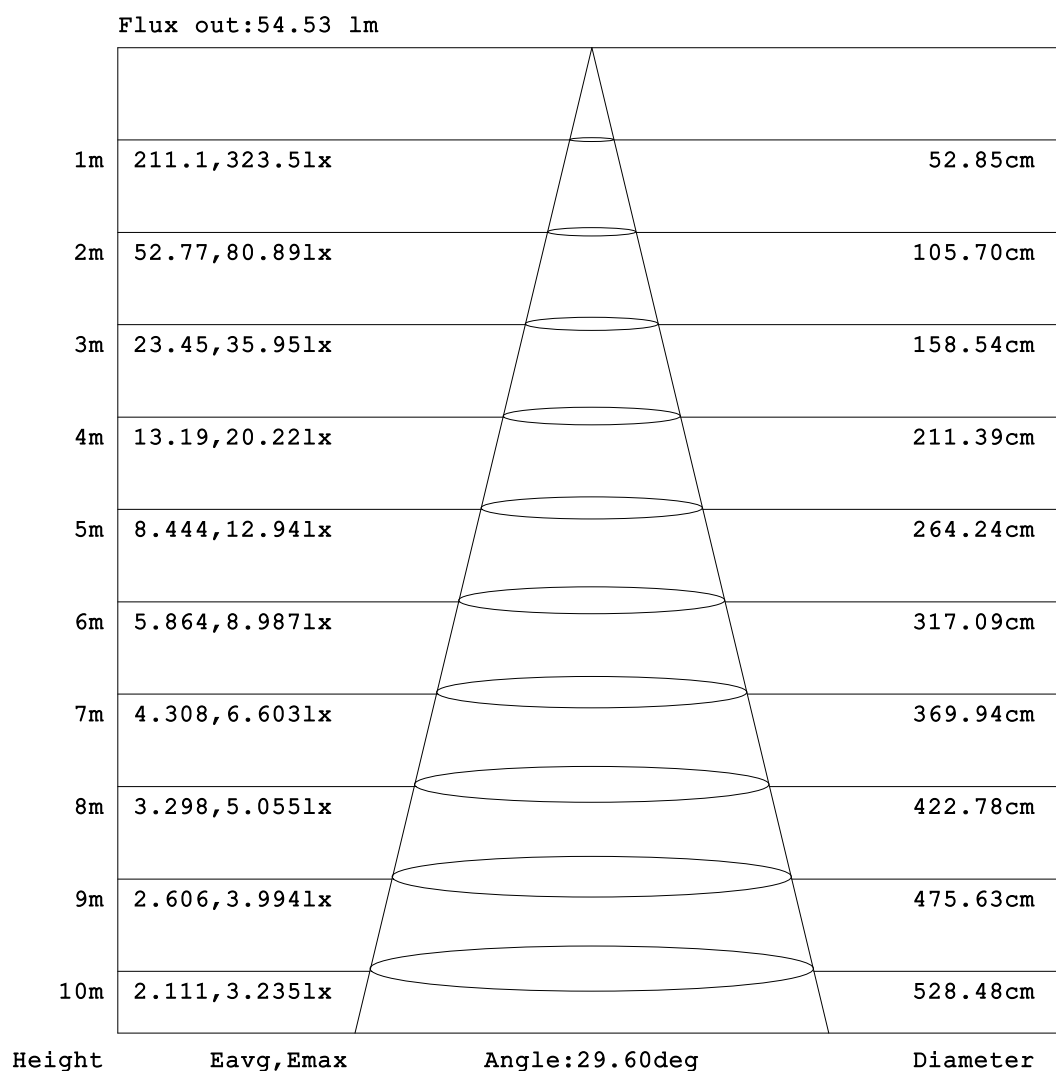 Flux out:54.53 lm
1m 211.1,323.5lx 52.85cm
2m 52.77,80.89lx 105.70cm
3m 23.45,35.95lx 158.54cm
4m 13.19,20.22lx 211.39cm
5m 8.444,12.94lx 264.24cm
6m 5.864,8.987lx 317.09cm
7m 4.308,6.603lx 369.94cm
8m 3.298,5.055lx 422.78cm
9m 2.606,3.994lx 475.63cm
10m 2.111,3.235lx 528.48cm
Height Eavg,Emax Angle:29.60deg Diameter